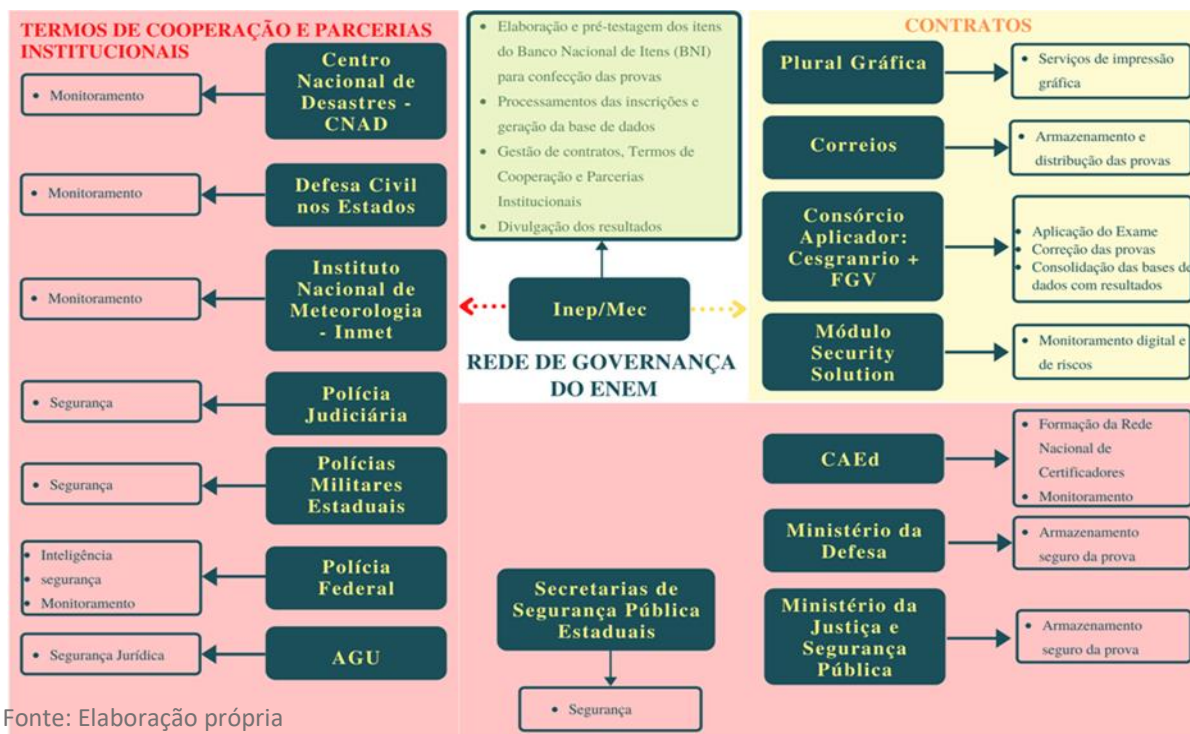 TERMOS DE COOPERAÇÃO E PARCERIAS
INSTITUCIONAIS
Centro
Nacional de
Desastres -
CNAD
• Monitoramento
Defesa Civil
nos Estados
• Monitoramento
Instituto
Nacional de
Meteorologia
- Inmet
• Monitoramento
Polícia
Judiciária
• Segurança
Polícias
Militares
Estaduais
• Segurança
Polícia
Federal
• Inteligência
• segurança
• Monitoramento
AGU
• Segurança Jurídica
• Elaboração e pré-testagem dos itens
do Banco Nacional de Itens (BNI)
para confecção das provas
• Processamentos das inscrições e
geração da base de dados
• Gestão de contratos, Termos de
Cooperação e Parcerias
Institucionais
• Divulgação dos resultados
Inep/Mec
REDE DE GOVERNANÇA
DO ENEM
Secretarias de
Segurança Pública
Estaduais
• Segurança
CONTRATOS
Plural Gráfica
• Serviços de impressão
gráfica
Correios
• Armazenamento e
distribução das provas
Consórcio
Aplicador:
Cesgranrio +
FGV
• Aplicação do Exame
• Correção das provas
• Consolidação das bases de
dados com resultados
Módulo
Security
Solution
• Monitoramento digital e
de riscos
CAEd
• Formação da Rede
Nacional de
Certificadores
• Monitoramento
Ministério da
Defesa
• Armazenamento
seguro da prova
Ministério da
Justiça e
Segurança
Pública
• Armazenamento
seguro da prova
Fonte: Elaboração própria